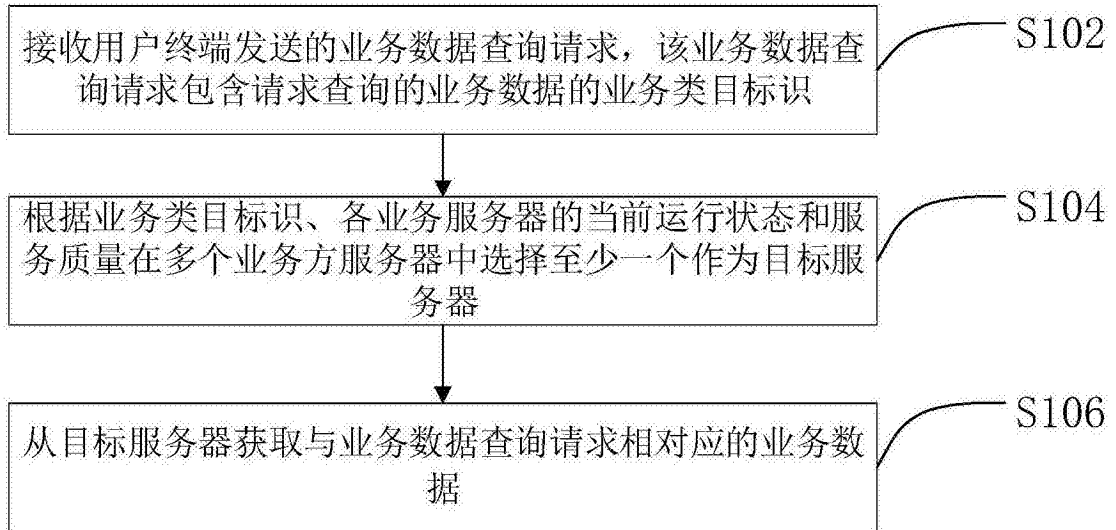 接收用户终端发送的业务数据查询请求，该业务数据查
询请求包含请求查询的业务数据的业务类目标识
S102
根据业务类目标识、各业务服务器的当前运行状态和服
务质量在多个业务方服务器中选择至少一个作为目标服
务器
S104
从目标服务器获取与业务数据查询请求相对应的业务数
据
S106